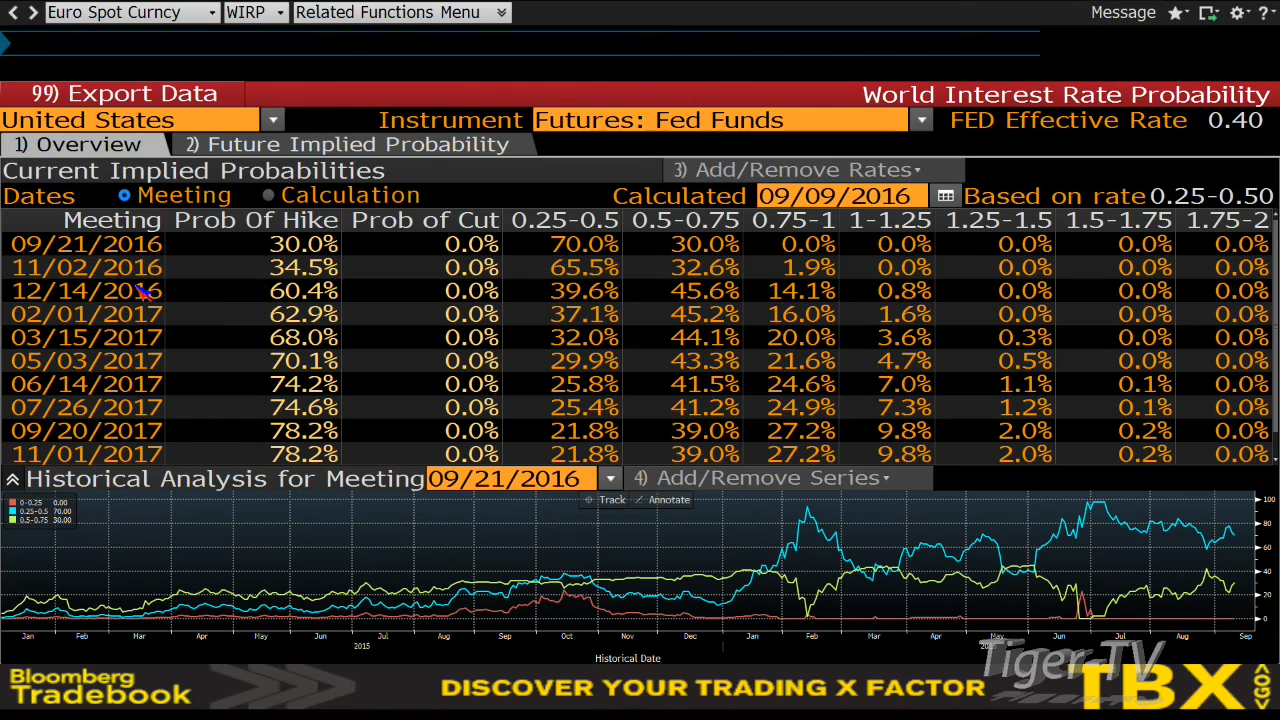 Euro Spot Curncy WIRP Related Functions Menu Message ?
99) Export Data World Interest Rate Probability
United States Instrument Futures: Fed Funds FED Effective Rate 0.40
1) Overview 2) Future Implied Probability
Current Implied Probabilities 3) Add/Remove Rates
Dates Meeting Calculation Calculated 09/09/2016 Based on rate 0.25-0.50
Meeting Prob Of Hike Prob of Cut 0.25-0.5 0.5-0.75 0.75-1 1-1.25 1.25-1.5 1.5-1.75 1.75-2
09/21/2016 30.0% 0.0% 70.0% 30.0% 0.0% 0.0% 0.0% 0.0% 0.0%
11/02/2016 34.5% 0.0% 65.5% 32.6% 1.9% 0.0% 0.0% 0.0% 0.0%
12/14/2016 60.4% 0.0% 39.6% 45.6% 14.1% 0.8% 0.0% 0.0% 0.0%
02/01/2017 62.9% 0.0% 37.1% 45.2% 16.0% 1.6% 0.0% 0.0% 0.0%
03/15/2017 68.0% 0.0% 32.0% 44.1% 20.0% 3.6% 0.3% 0.0% 0.0%
05/03/2017 70.1% 0.0% 29.9% 43.3% 21.6% 4.7% 0.5% 0.0% 0.0%
06/14/2017 74.2% 0.0% 25.8% 41.5% 24.6% 7.0% 1.1% 0.1% 0.0%
07/26/2017 74.6% 0.0% 25.4% 41.2% 24.9% 7.3% 1.2% 0.1% 0.0%
09/20/2017 78.2% 0.0% 21.8% 39.0% 27.2% 9.8% 2.0% 0.2% 0.0%
11/01/2017 78.2% 0.0% 21.8% 39.0% 27.2% 9.8% 2.0% 0.2% 0.0%
Historical Analysis for Meeting 09/21/2016 4) Add/Remove Series
Track Annotate
0-0.25 0.00
0.25-0.5 70.00
0.5-0.75 30.00
100
80
60
40
20
0
Jan Feb Mar Apr May Jun Jul Aug Sep Oct Nov Dec Jan Feb Mar Apr May Jun Jul Aug Sep
2015
Historical Date
Tiger-TV
Bloomberg
Tradebook
DISCOVER YOUR TRADING X FACTOR
TBX <GO>